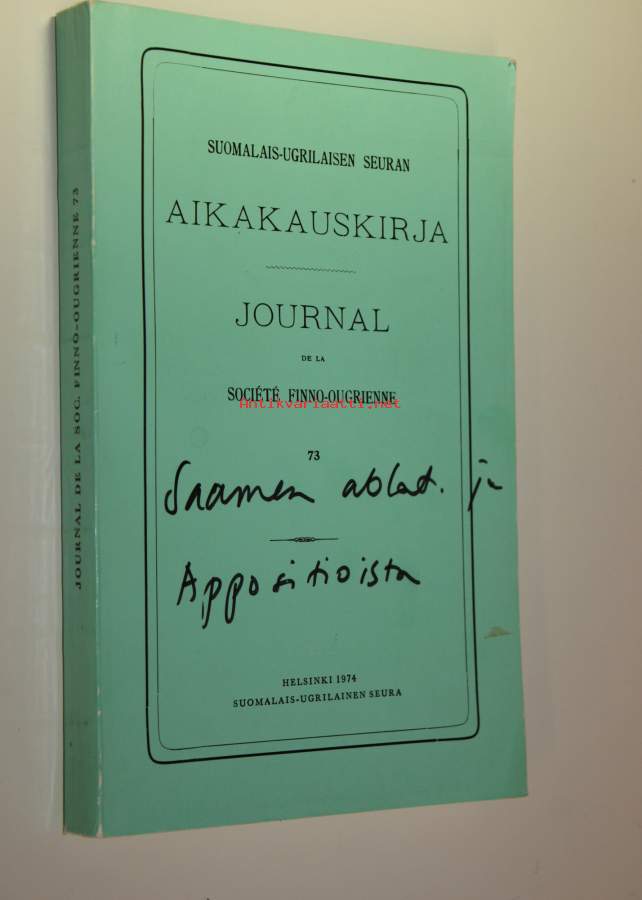 JOURNAL DE LA SOC. FINNO-OUGRIENNE 73
SUOMALAIS-UGRILAISEN SEURAN
AIKAKAUSKIRJA
JOURNAL
DE LA
SOCIÉTÉ FINNO-OUGRIENNE
Antikvariaatti.net
73
Saamen ablat. ja
Appositioista
HELSINKI 1974
SUOMALAIS-UGRILAINEN SEURA